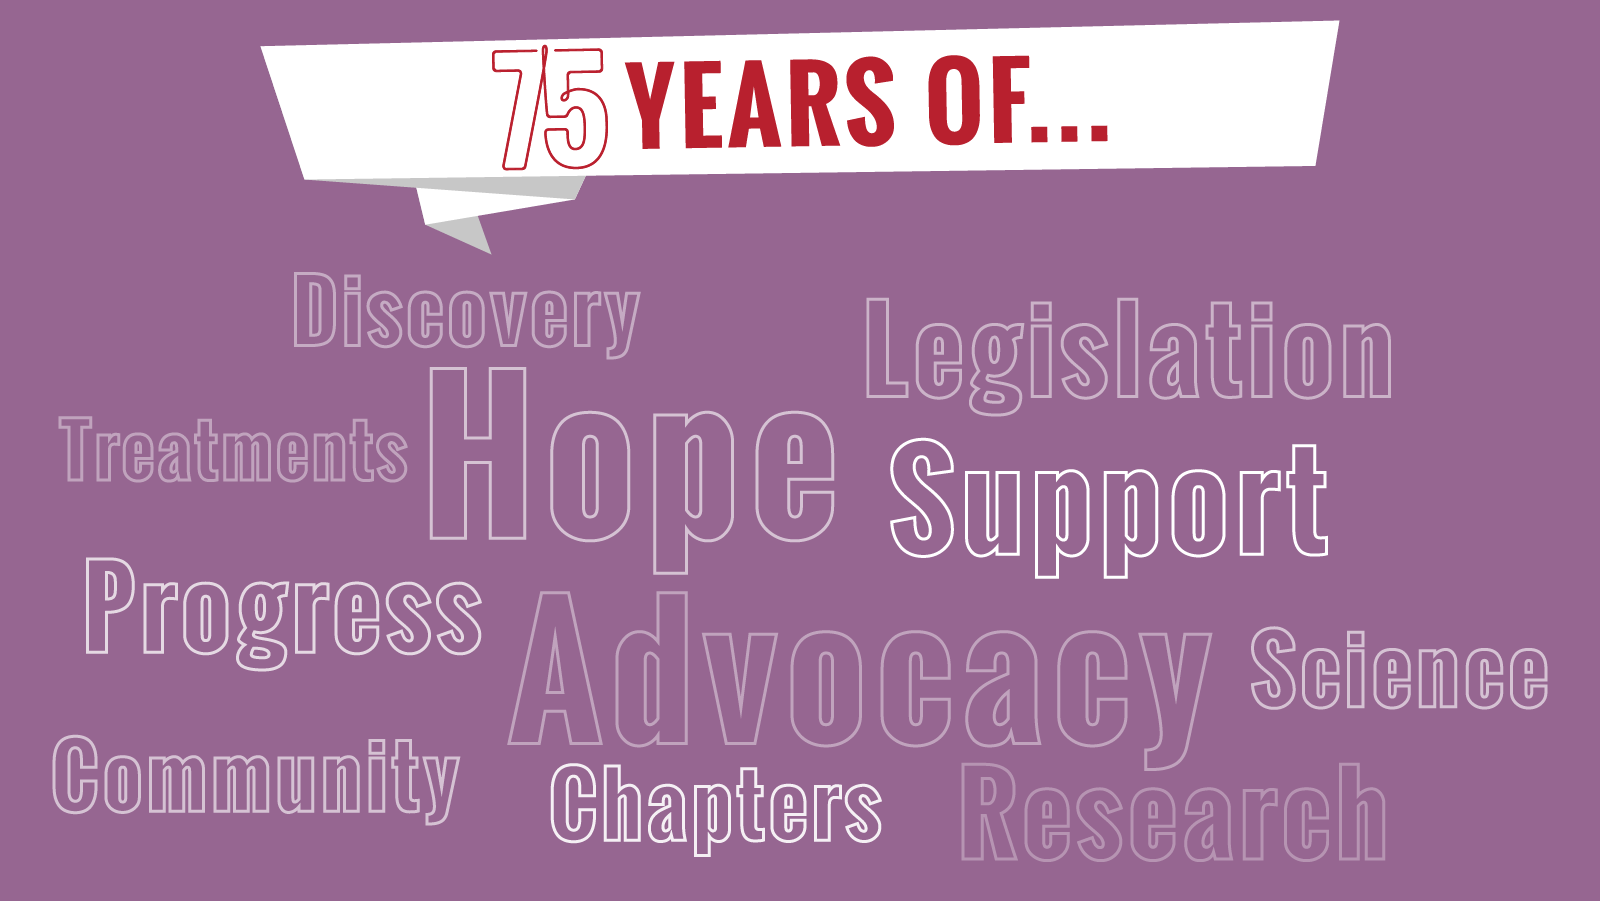 75 YEARS OF...
Discovery
Legislation
Hope
Treatments
Support
Progress
Advocacy
Science
Community
Chapters
Research